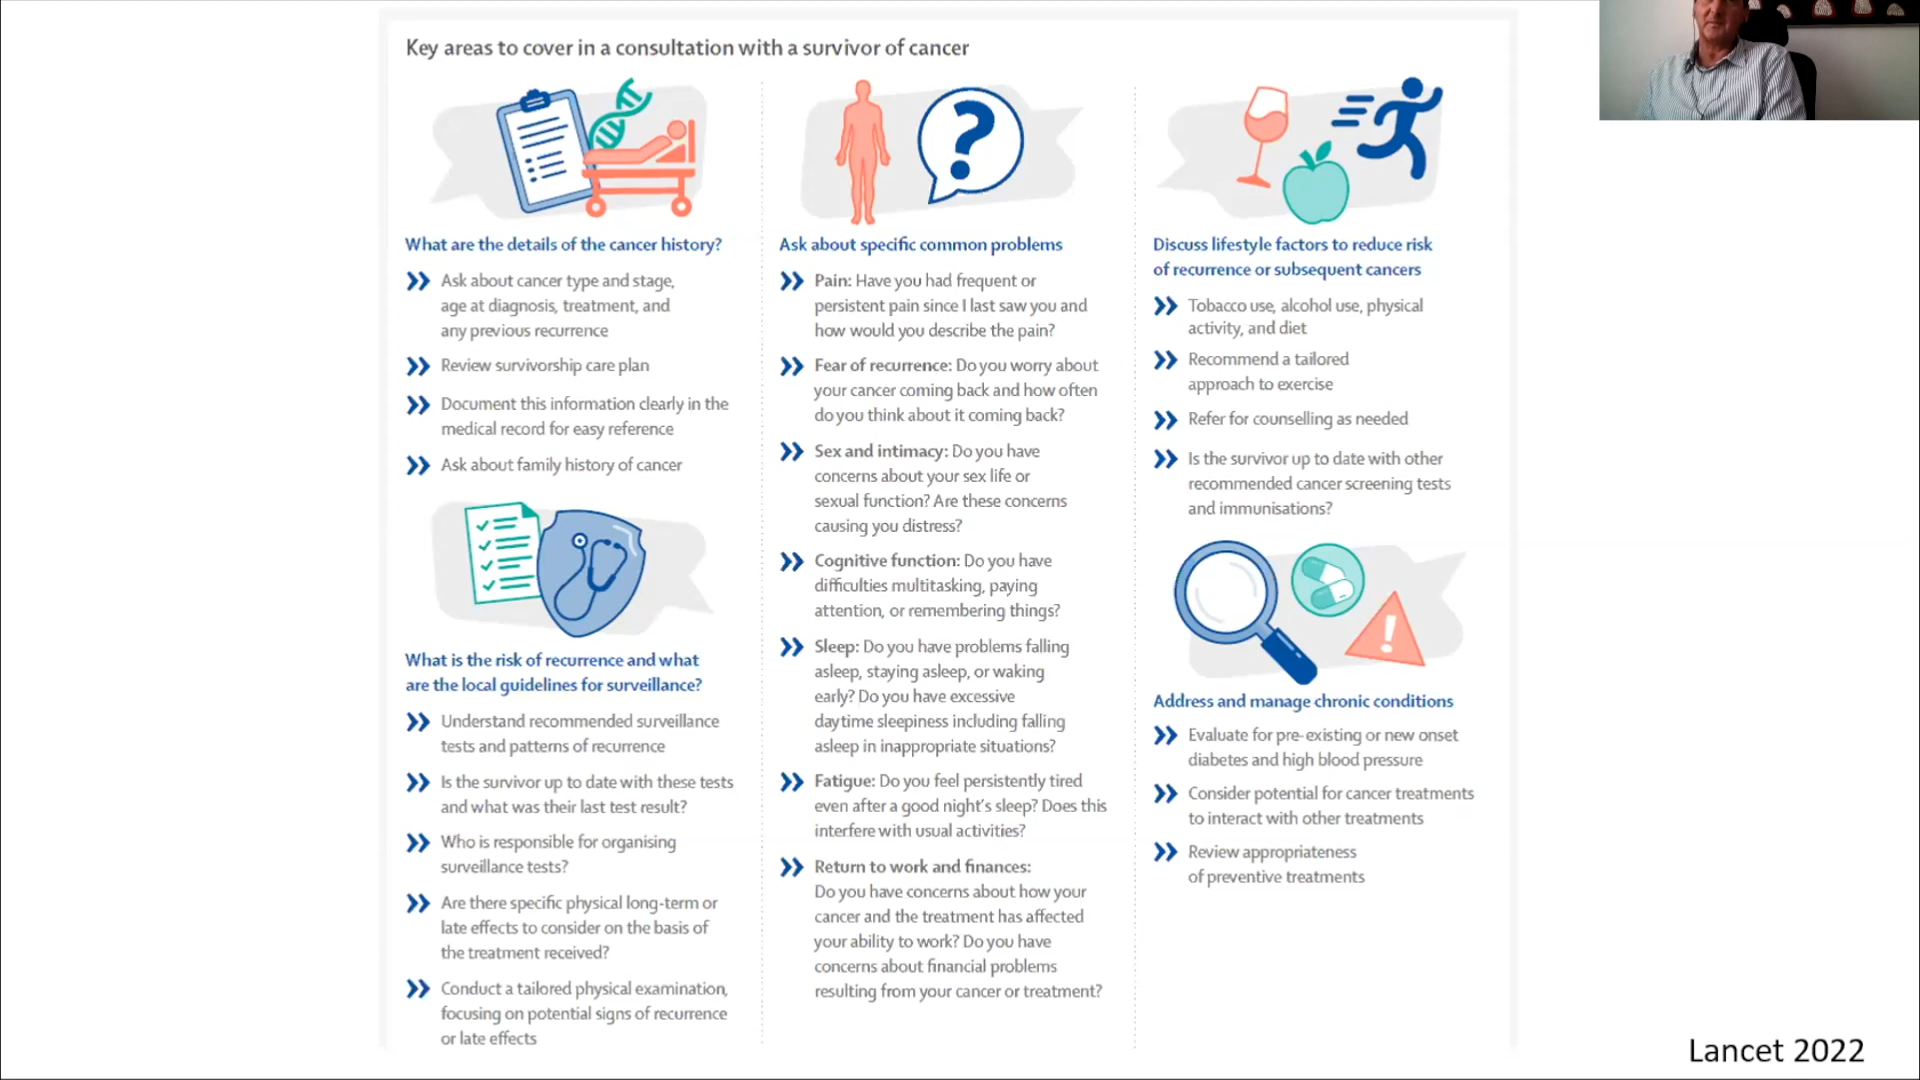 Key areas to cover in a consultation with a survivor of cancer
What are the details of the cancer history?
Ask about cancer type and stage,
age at diagnosis, treatment, and
any previous recurrence
Review survivorship care plan
Document this information clearly in the
medical record for easy reference
Ask about family history of cancer
What is the risk of recurrence and what
are the local guidelines for surveillance?
Understand recommended surveillance
tests and patterns of recurrence
Is the survivor up to date with these tests
and what was their last test result?
Who is responsible for organising
surveillance tests?
Are there specific physical long-term or
late effects to consider on the basis of
the treatment received?
Conduct a tailored physical examination,
focusing on potential signs of recurrence
or late effects
?
Ask about specific common problems
Pain: Have you had frequent or
persistent pain since I last saw you and
how would you describe the pain?
Fear of recurrence: Do you worry about
your cancer coming back and how often
do you think about it coming back?
Sex and intimacy: Do you have
concerns about your sex life or
sexual function? Are these concerns
causing you distress?
Cognitive function: Do you have
difficulties multitasking, paying
attention, or remembering things?
Sleep: Do you have problems falling
asleep, staying asleep, or waking
early? Do you have excessive
daytime sleepiness including falling
asleep in inappropriate situations?
Fatigue: Do you feel persistently tired
even after a good night's sleep? Does this
interfere with usual activities?
Return to work and finances:
Do you have concerns about how your
cancer and the treatment has affected
your ability to work? Do you have
concerns about financial problems
resulting from your cancer or treatment?
Discuss lifestyle factors to reduce risk
of recurrence or subsequent cancers
Tobacco use, alcohol use, physical
activity, and diet
Recommend a tailored
approach to exercise
Refer for counselling as needed
Is the survivor up to date with other
recommended cancer screening tests
and immunisations?
!
Address and manage chronic conditions
Evaluate for pre-existing or new onset
diabetes and high blood pressure
Consider potential for cancer treatments
to interact with other treatments
Review appropriateness
of preventive treatments
Lancet 2022